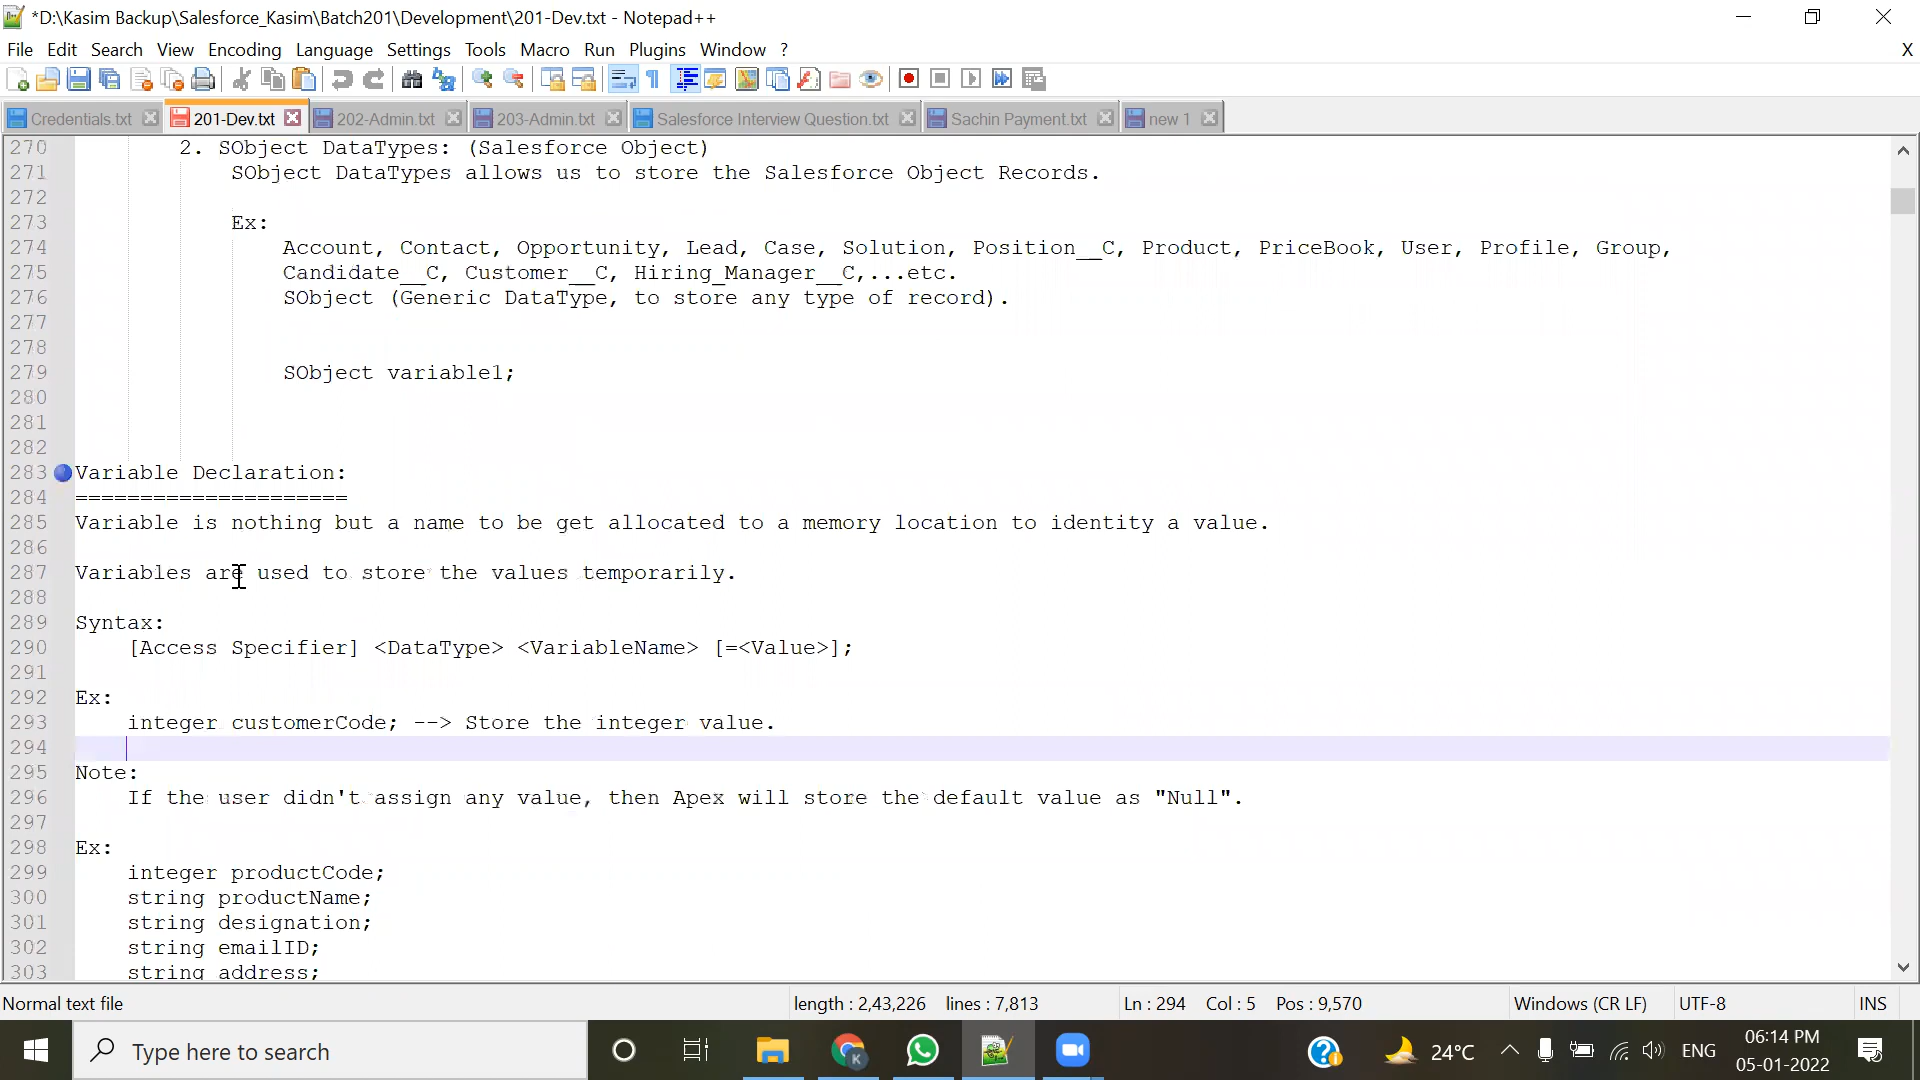 *D:\Kasim Backup\Salesforce_Kasim\Batch201\Development\201-Dev.txt - Notepad++
File Edit Search View Encoding Language Settings Tools Macro Run Plugins Window ? X
Credentials.txt 201-Dev.txt 202-Admin.txt 203-Admin.txt Salesforce Interview Question.txt Sachin Payment.txt new 1
270 2. SObject DataTypes: (Salesforce Object)
271 SObject DataTypes allows us to store the Salesforce Object Records.
272
273 Ex:
274 Account, Contact, Opportunity, Lead, Case, Solution, Position__C, Product, PriceBook, User, Profile, Group,
275 Candidate__C, Customer__C, Hiring_Manager__C,...etc.
276 SObject (Generic DataType, to store any type of record).
277
278
279 SObject variable1;
280
281
282
283 Variable Declaration:
284 =====================
285 Variable is nothing but a name to be get allocated to a memory location to identity a value.
286
287 Variables are used to store the values temporarily.
288
289 Syntax:
290 [Access Specifier] <DataType> <VariableName> [=<Value>];
291
292 Ex:
293 integer customerCode; --> Store the integer value.
294
295 Note:
296 If the user didn't assign any value, then Apex will store the default value as "Null".
297
298 Ex:
299 integer productCode;
300 string productName;
301 string designation;
302 string emailID;
303 string address;
Normal text file length : 2,43,226 lines : 7,813 Ln : 294 Col : 5 Pos : 9,570 Windows (CR LF) UTF-8 INS
Type here to search K 24°C ENG 06:14 PM
05-01-2022